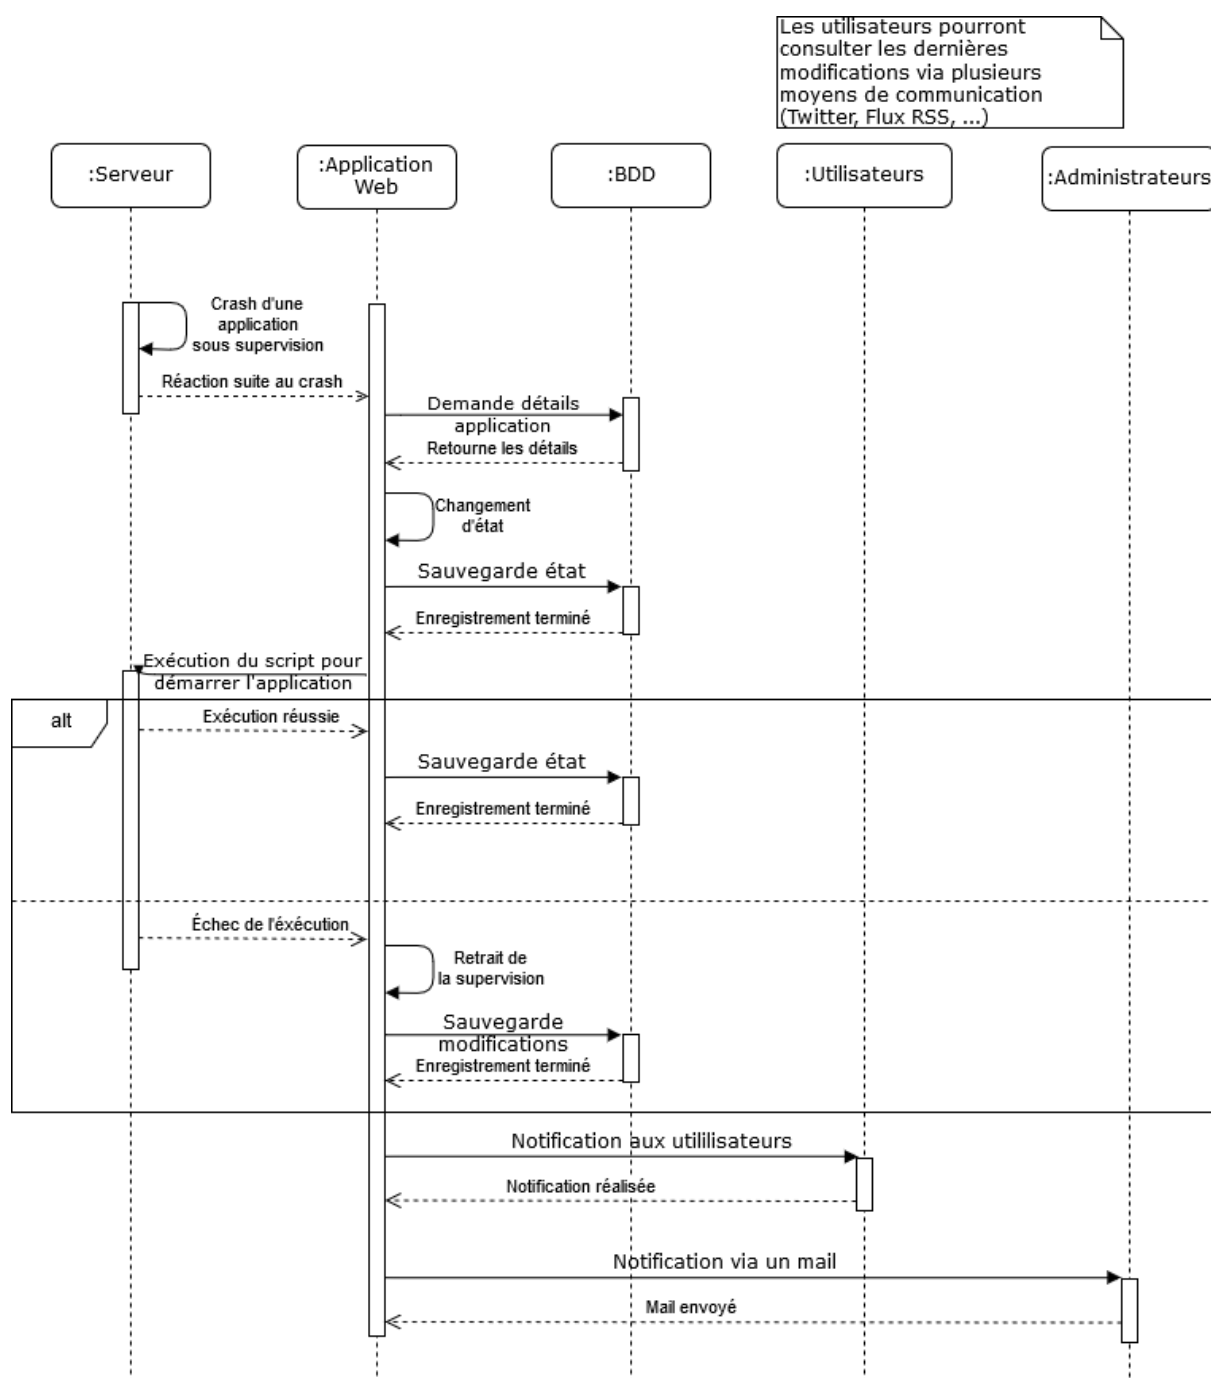 Les utilisateurs pourront
consulter les dernières
modifications via plusieurs
moyens de communication
(Twitter, Flux RSS, ...)
:Serveur
:Application
Web
:BDD
:Utilisateurs
:Administrateurs
Crash d'une
application
sous supervision
Réaction suite au crash
Demande détails
application
Retourne les détails
Changement
d'état
Sauvegarde état
Enregistrement terminé
Exécution du script pour
démarrer l'application
alt
Exécution réussie
Sauvegarde état
Enregistrement terminé
Échec de l'éxécution
Retrait de
la supervision
Sauvegarde
modifications
Enregistrement terminé
Notification aux utililisateurs
Notification réalisée
Notification via un mail
Mail envoyé